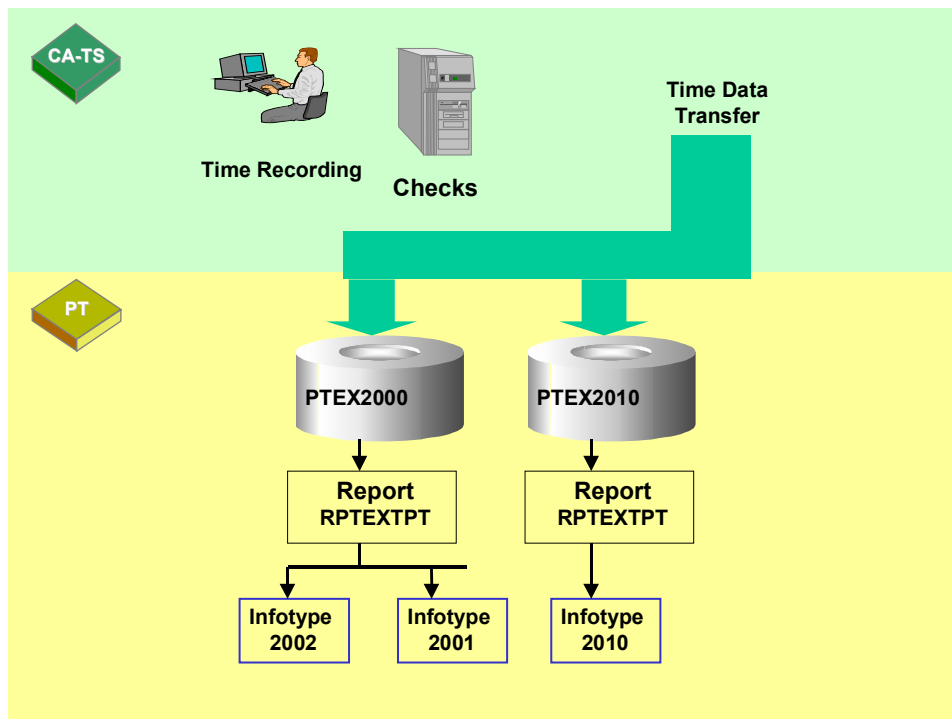 CA-TS
Time Data
Transfer
Time Recording
Checks
PT
PTEX2000
PTEX2010
Report
RPTEXTPT
Report
RPTEXTPT
Infotype
2002
Infotype
2001
Infotype
2010